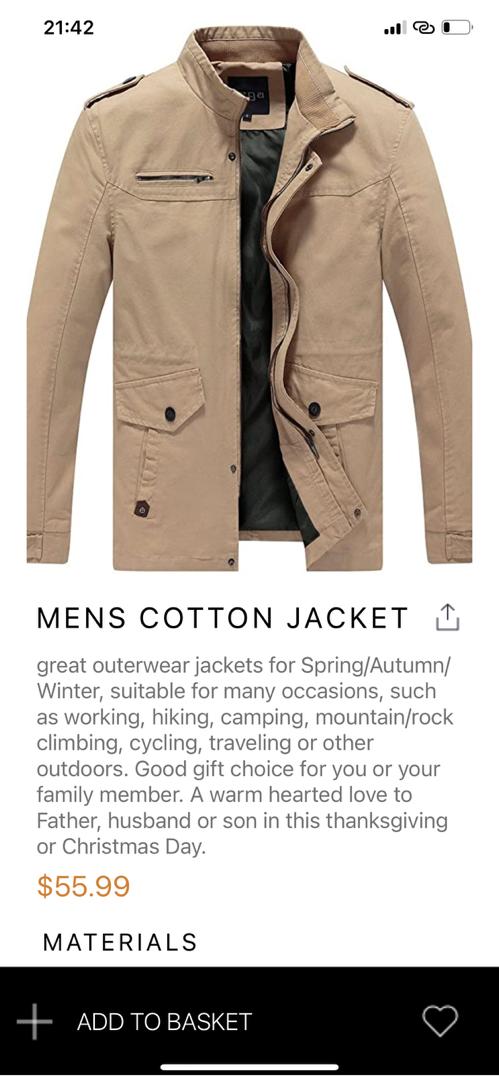 21:42
MENS COTTON JACKET
great outerwear jackets for Spring/Autumn/
Winter, suitable for many occasions, such
as working, hiking, camping, mountain/rock
climbing, cycling, traveling or other
outdoors. Good gift choice for you or your
family member. A warm hearted love to
Father, husband or son in this thanksgiving
or Christmas Day.
$55.99
MATERIALS
ADD TO BASKET